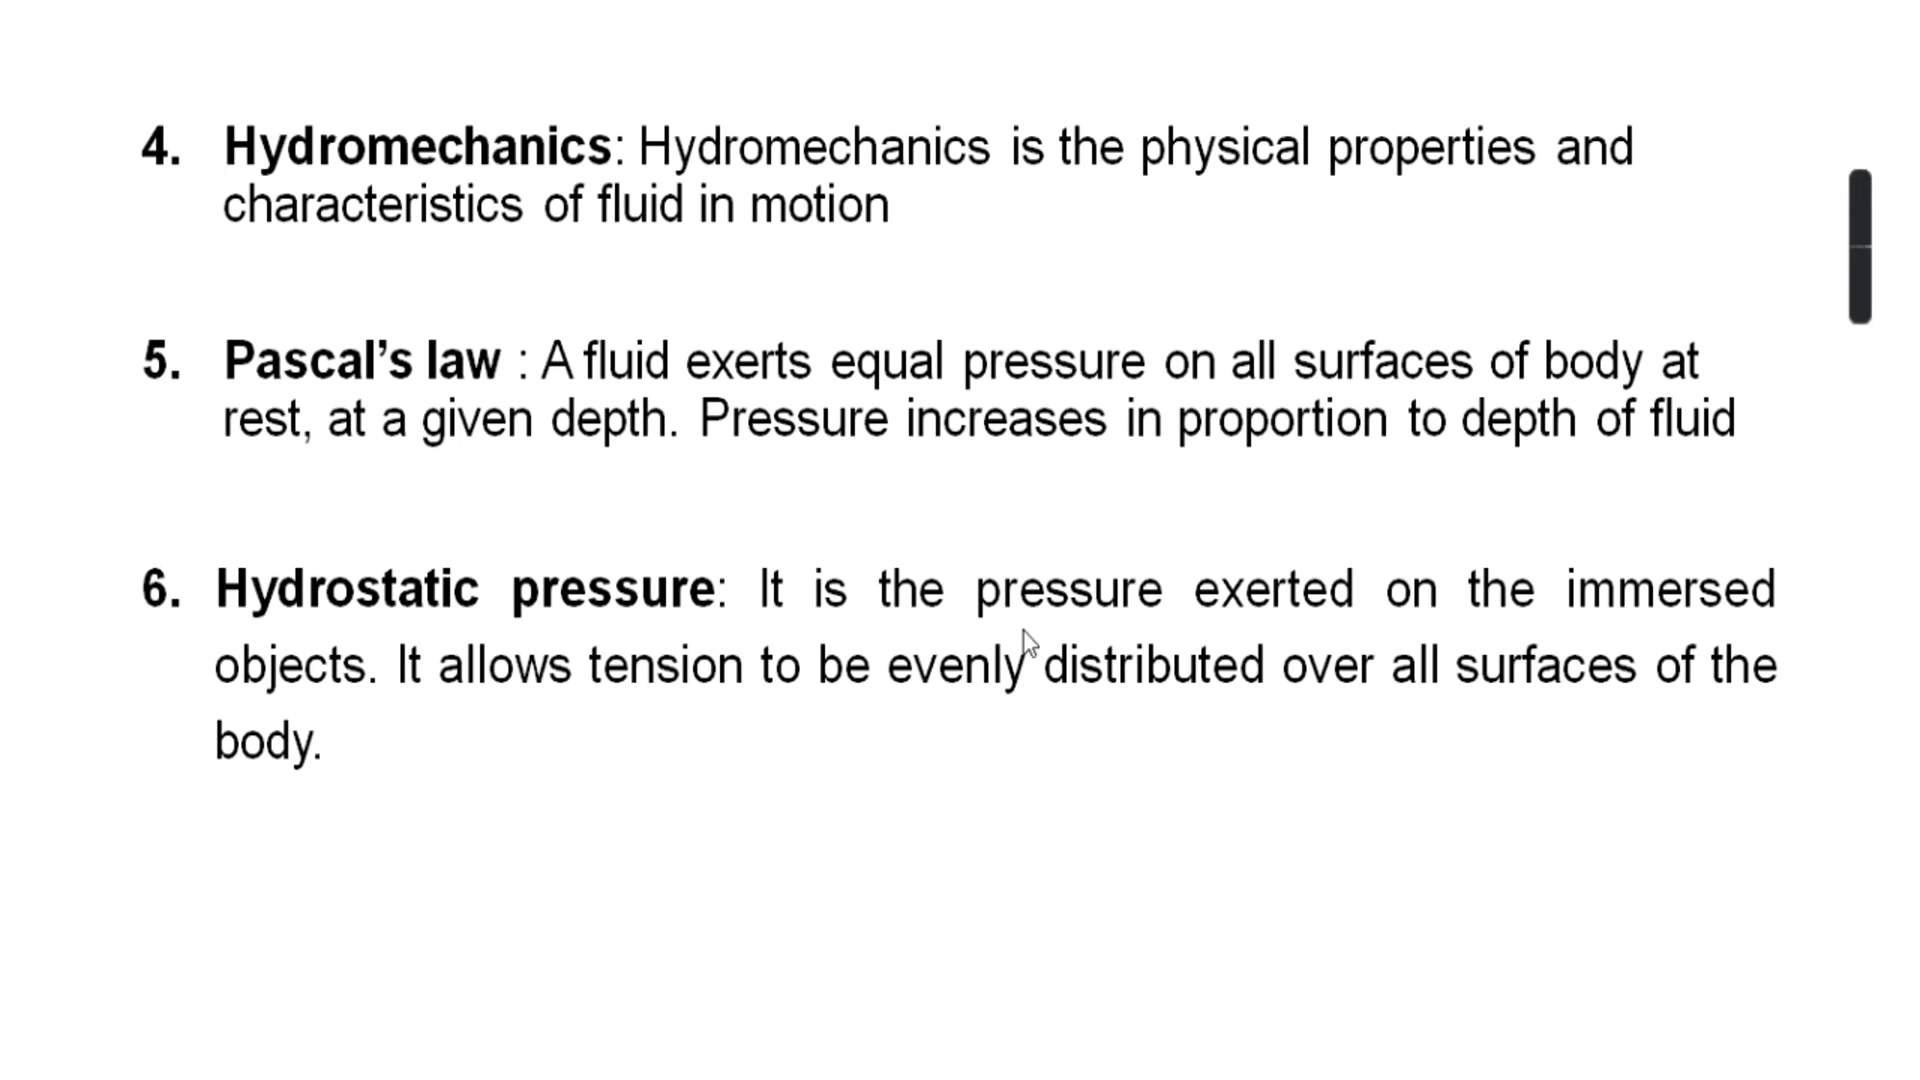 4. Hydromechanics: Hydromechanics is the physical properties and
characteristics of fluid in motion
5. Pascal’s law : A fluid exerts equal pressure on all surfaces of body at
rest, at a given depth. Pressure increases in proportion to depth of fluid
6. Hydrostatic pressure: It is the pressure exerted on the immersed
objects. It allows tension to be evenly distributed over all surfaces of the
body.